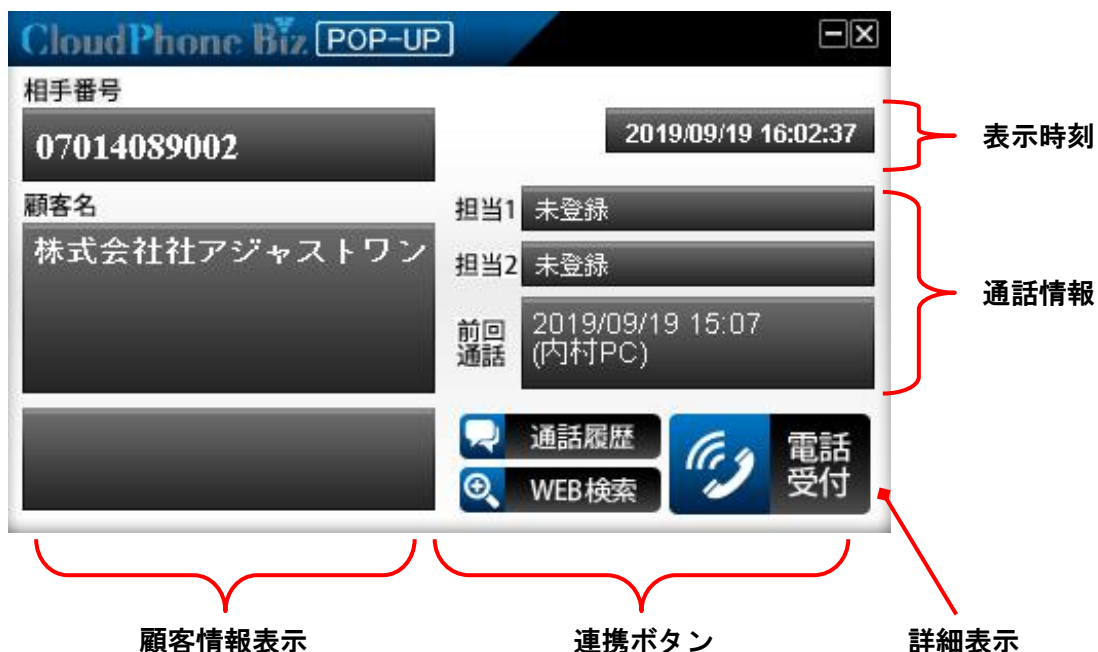 CloudPhone Biz POP-UP
相手番号
07014089002
2019/09/19 16:02:37
表示時刻
顧客名
株式会社社アジャストワン
担当1 未登録
担当2 未登録
通話情報
前回
通話
2019/09/19 15:07
(内村PC)
通話履歴
WEB検索
電話
受付
顧客情報表示
連携ボタン
詳細表示